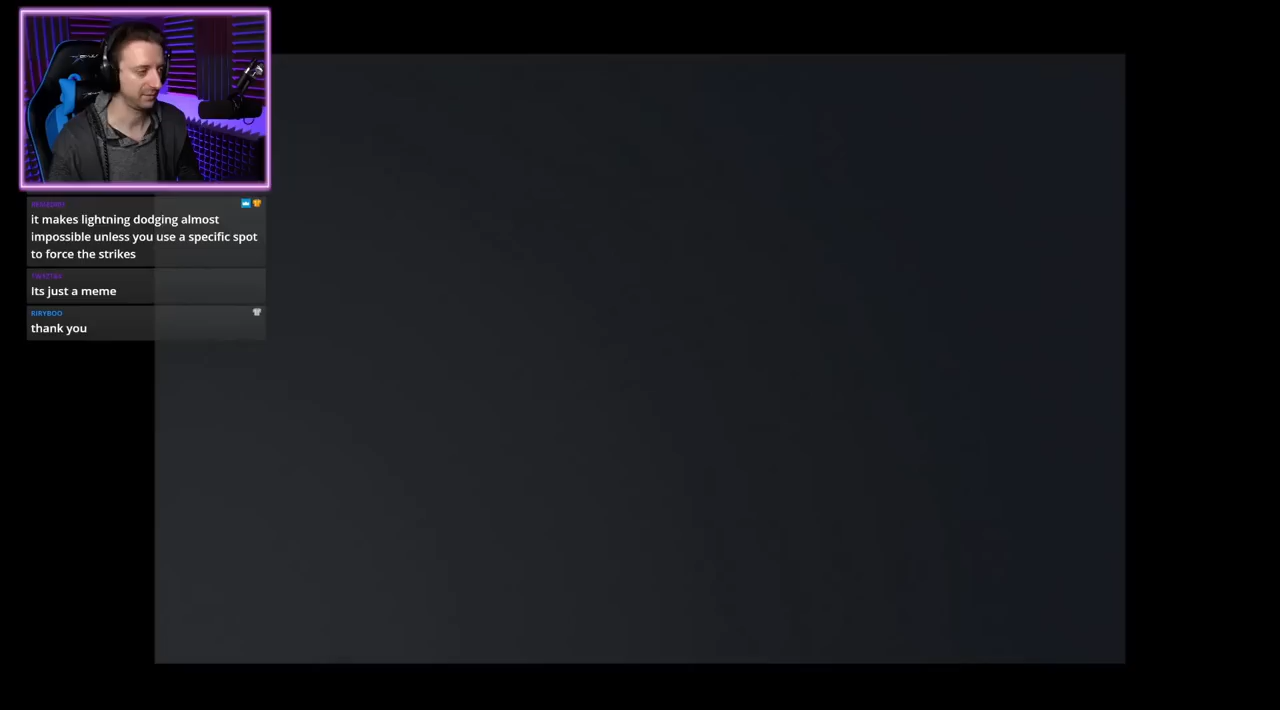 it makes lightning dodging almost
impossible unless you use a specific spot
to force the strikes
Its just a meme
RIRYBOO
thank you